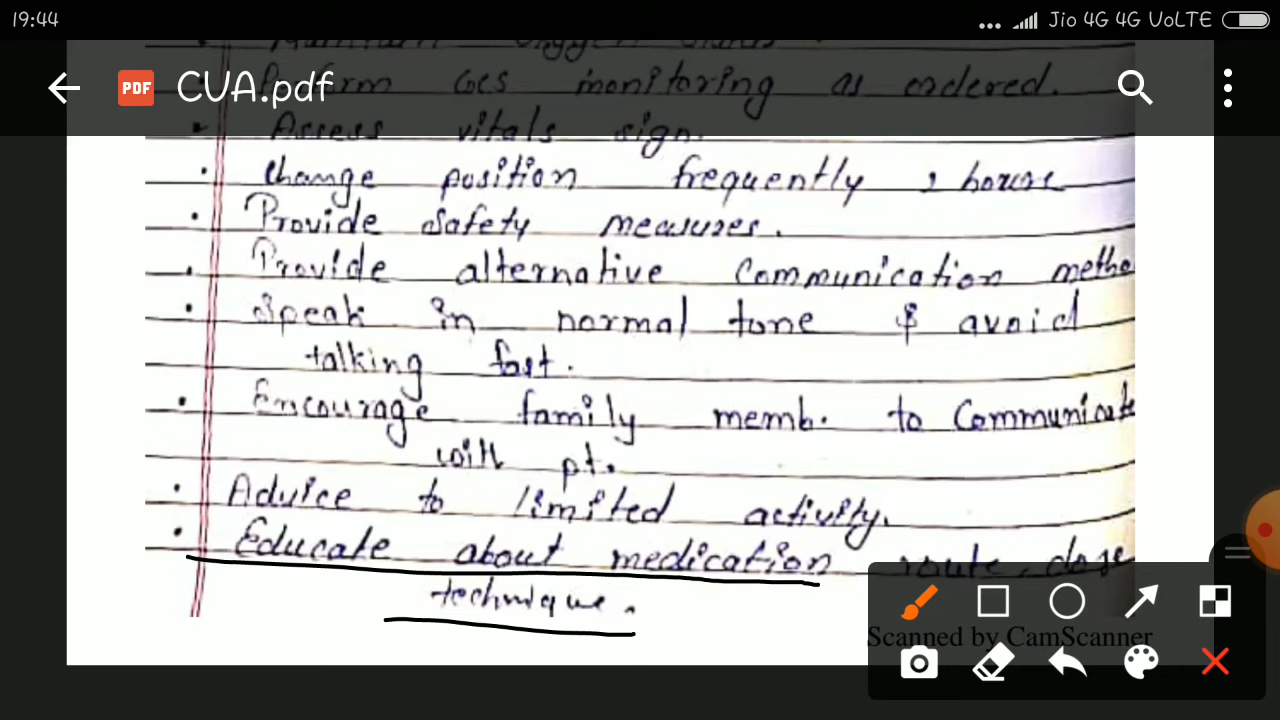 19:44
... Jio 4G 4G VoLTE
PDF CUA.pdf
Perform GCS monitoring as ordered.
• Assess vitals sign.
• Change position frequently 2 hourse
• Provide safety measures.
• Provide alternative Communication metho
• Speak in normal tone & avoid
talking fast.
• Encourage family memb. to Communicate
with pt.
• Advice to limited activity.
• Educate about medication route, dose
technique.
Scanned by CamScanner